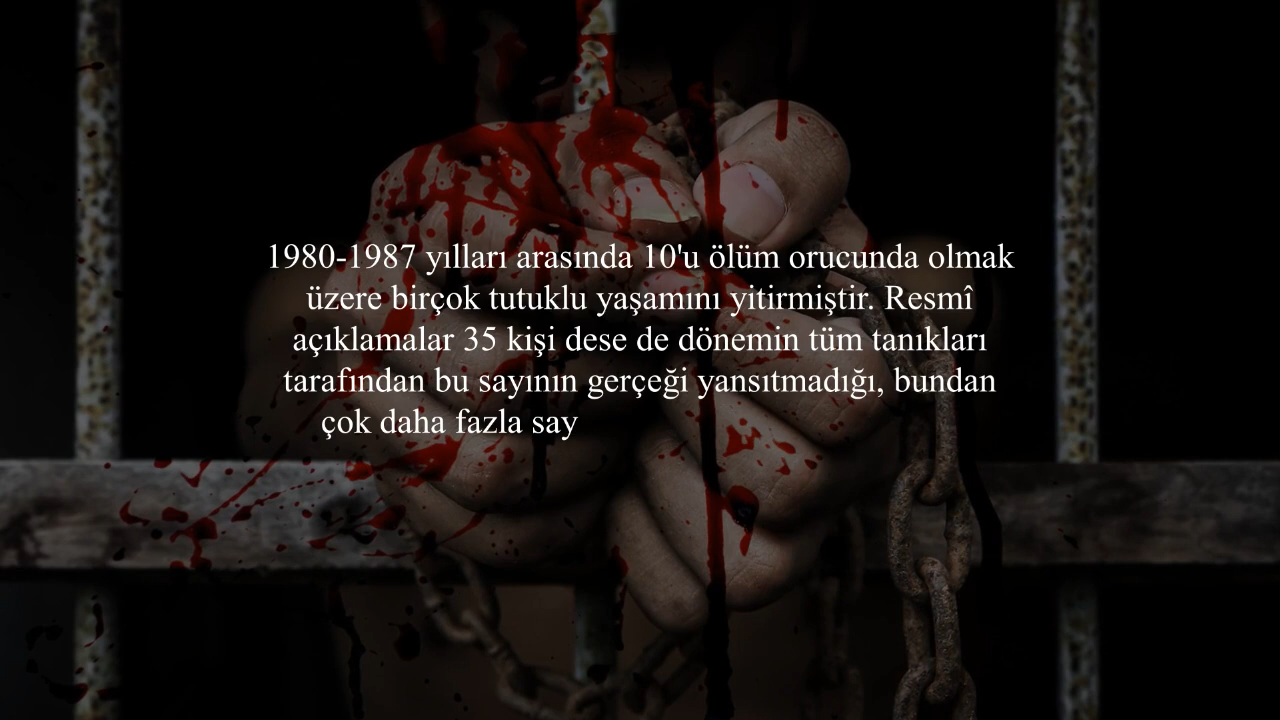 1980-1987 yılları arasında 10'u ölüm orucunda olmak
üzere birçok tutuklu yaşamını yitirmiştir. Resmî
açıklamalar 35 kişi dese de dönemin tüm tanıkları
tarafından bu sayının gerçeği yansıtmadığı, bundan
çok daha fazla say